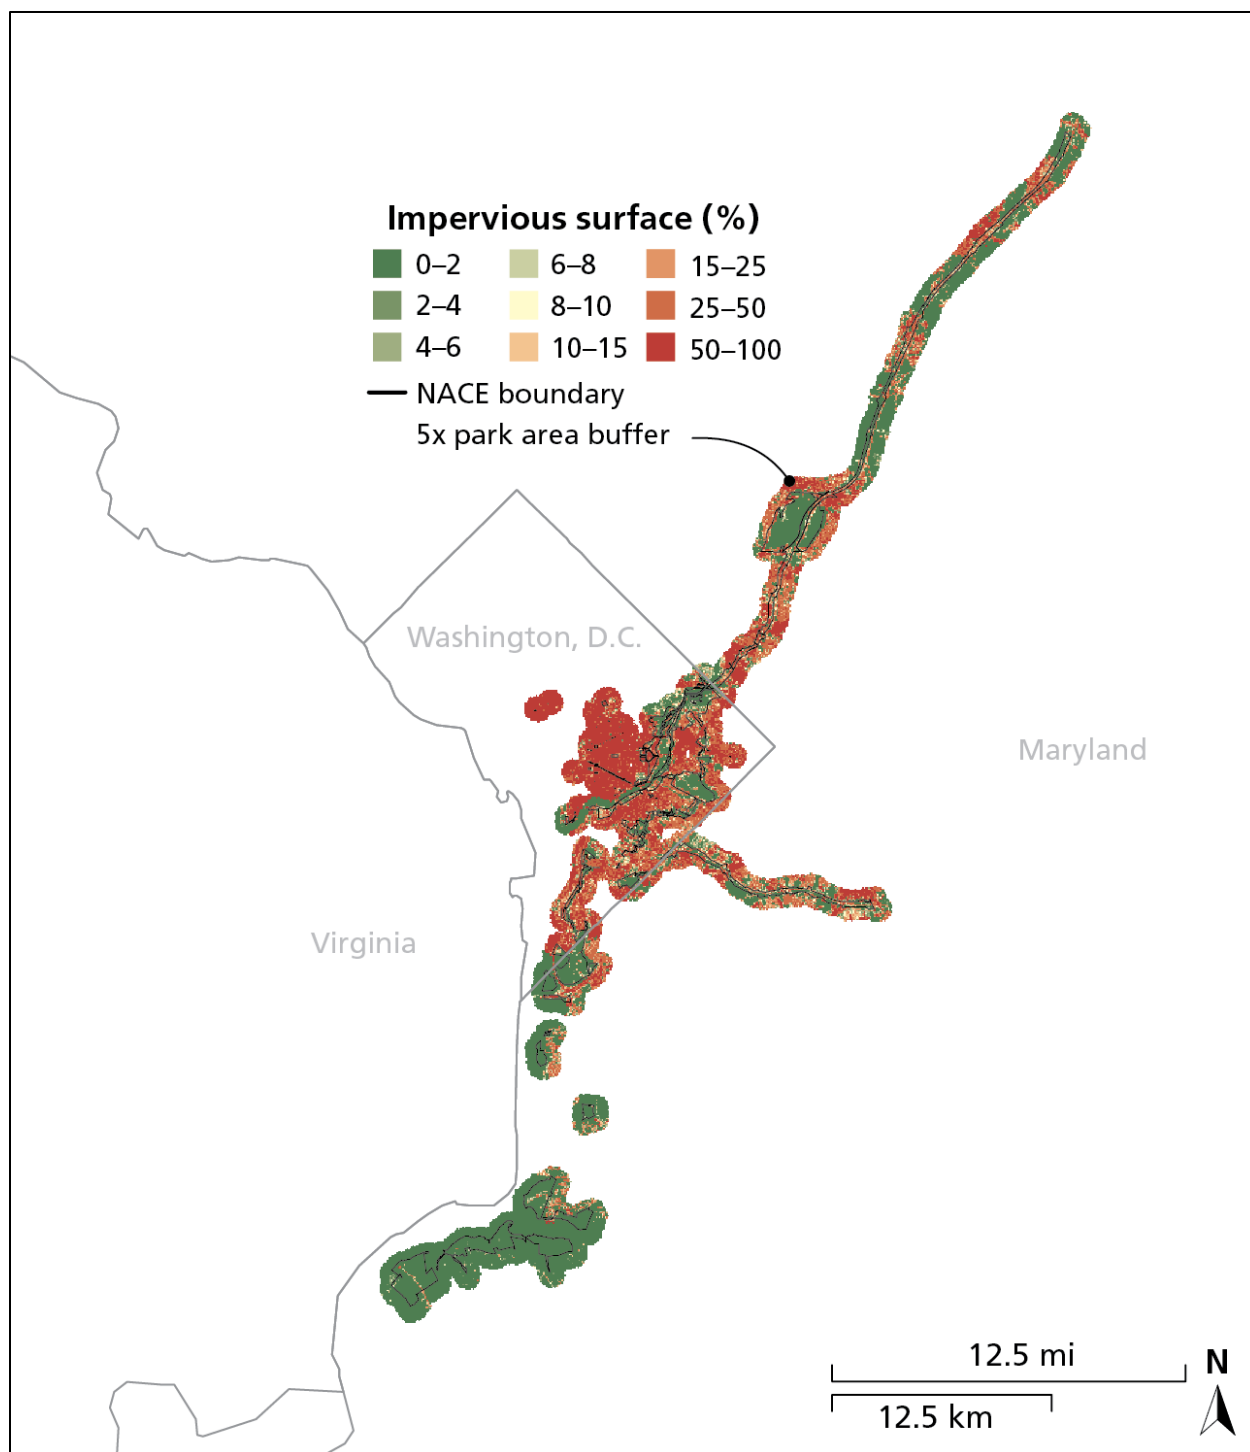 Impervious surface (%)
0–2 6–8 15–25
2–4 8–10 25–50
4–6 10–15 50–100
NACE boundary
5x park area buffer
Washington, D.C.
Maryland
Virginia
12.5 mi
N
12.5 km